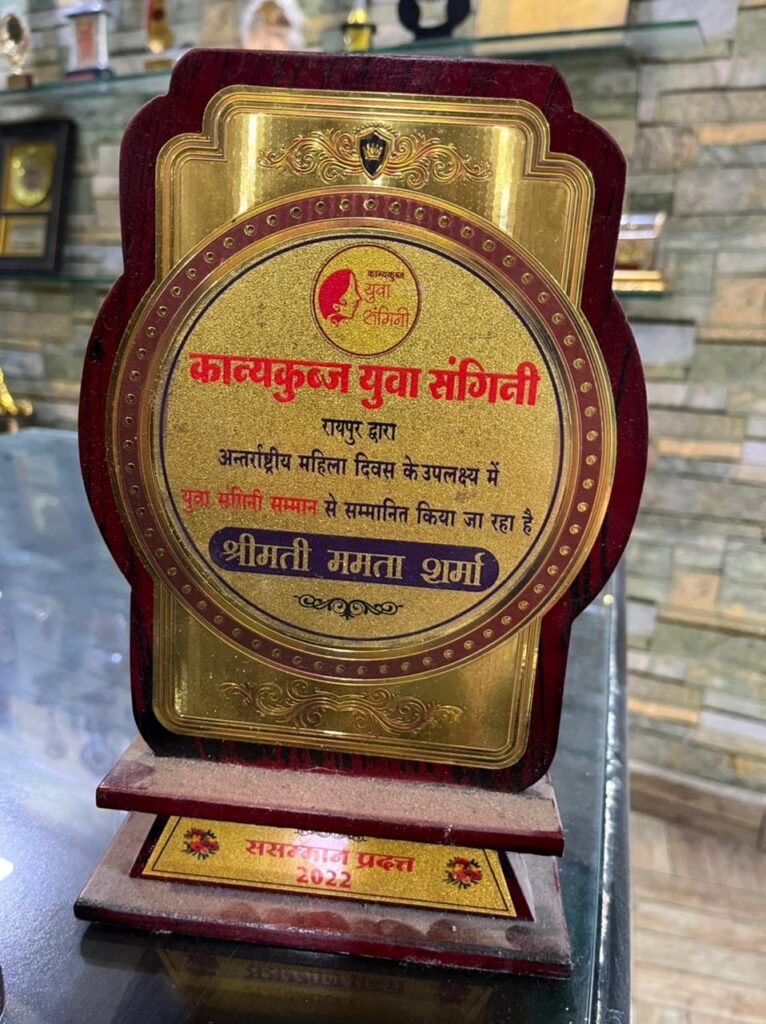 कान्यकुब्ज
युवा
संगिनी
कान्यकुब्ज युवा संगिनी
रायपुर द्वारा
अन्तर्राष्ट्रीय महिला दिवस के उपलक्ष्य में
युवा संगिनी सम्मान से सम्मानित किया जा रहा है
श्रीमती ममता शर्मा
ससम्मान प्रदत्त
2022